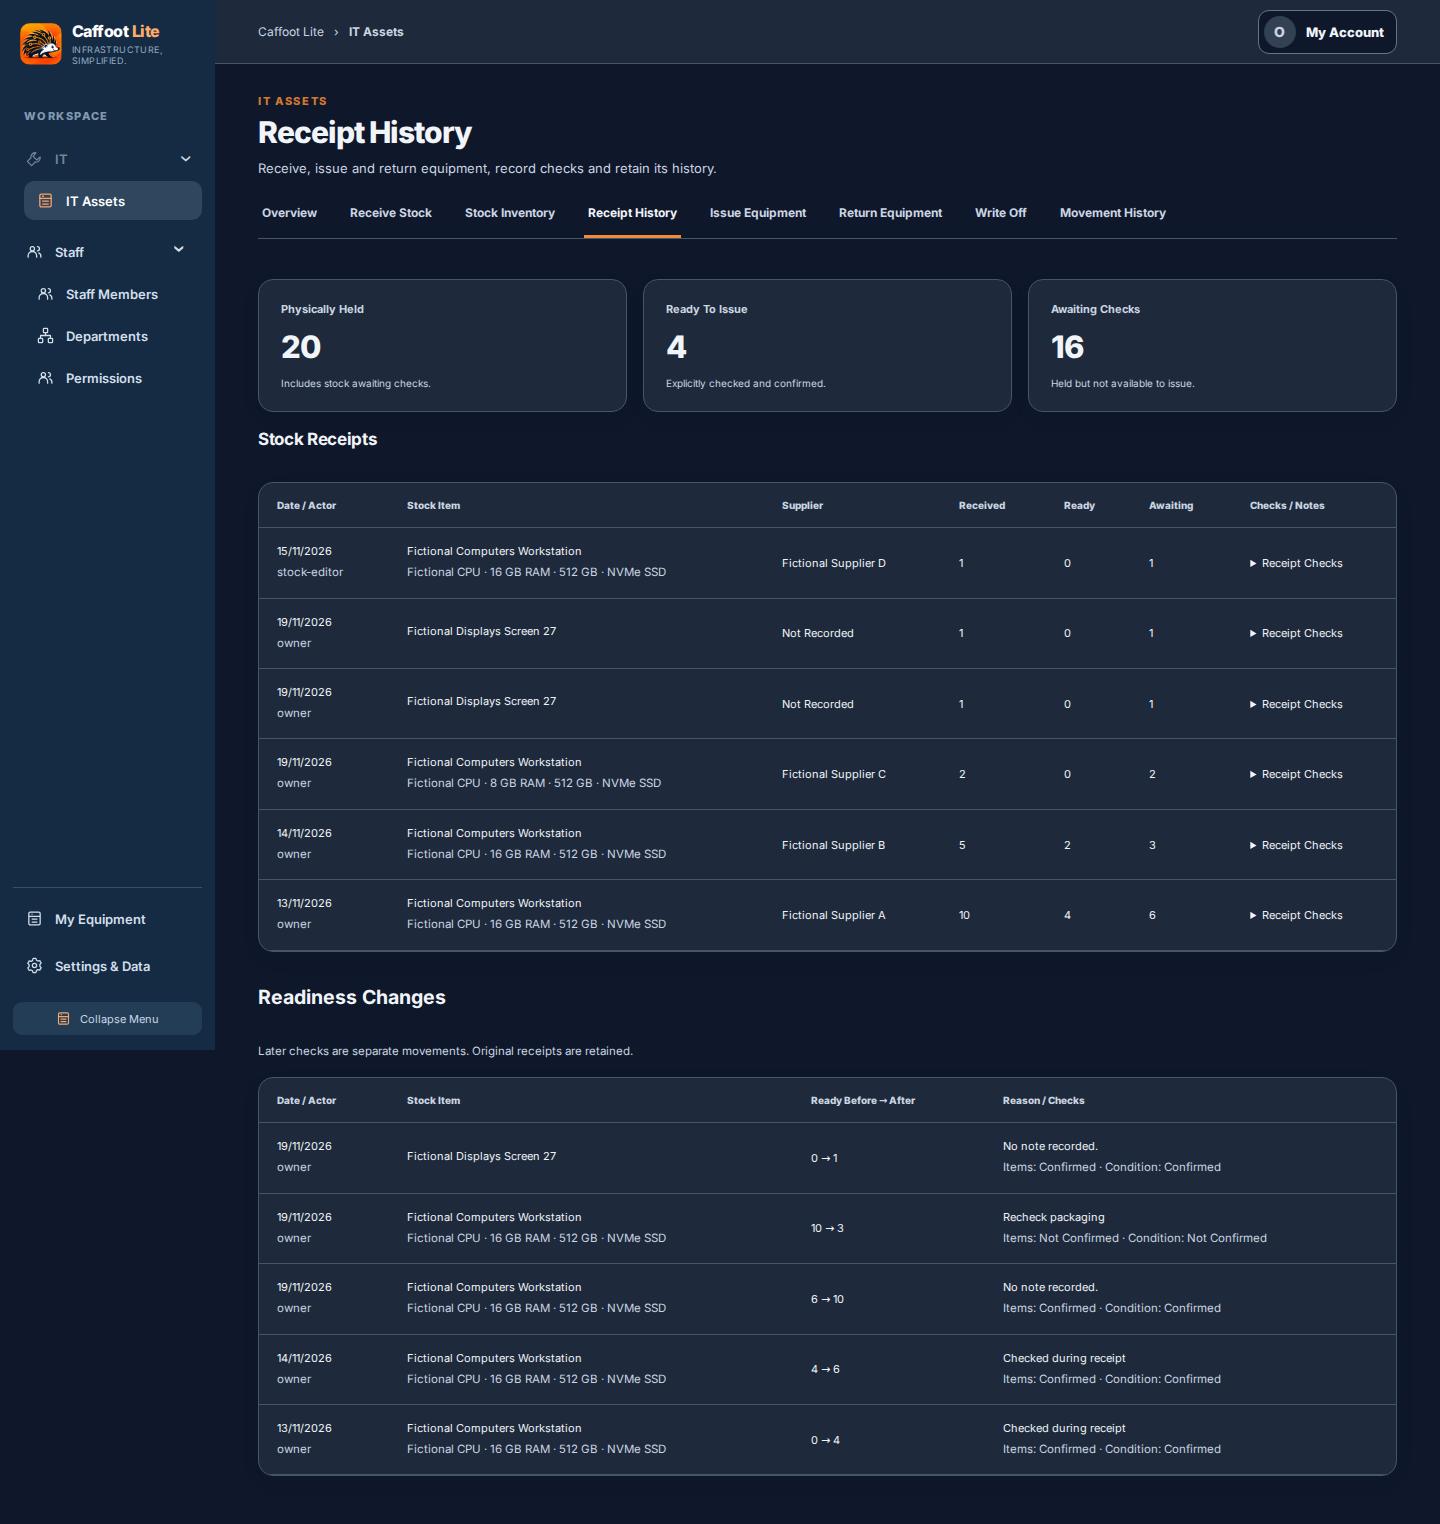 Caffoot Lite
INFRASTRUCTURE,
SIMPLIFIED.
WORKSPACE
IT
IT Assets
Staff
Staff Members
Departments
Permissions
My Equipment
Settings & Data
Collapse Menu
Caffoot Lite › IT Assets
O My Account
IT ASSETS
Receipt History
Receive, issue and return equipment, record checks and retain its history.
Overview Receive Stock Stock Inventory Receipt History Issue Equipment Return Equipment Write Off Movement History
Physically Held
20
Includes stock awaiting checks.
Ready To Issue
4
Explicitly checked and confirmed.
Awaiting Checks
16
Held but not available to issue.
Stock Receipts
Date / Actor Stock Item Supplier Received Ready Awaiting Checks / Notes
15/11/2026
stock-editor
Fictional Computers Workstation
Fictional CPU · 16 GB RAM · 512 GB · NVMe SSD
Fictional Supplier D 1 0 1 ▶ Receipt Checks
19/11/2026
owner
Fictional Displays Screen 27
Not Recorded 1 0 1 ▶ Receipt Checks
19/11/2026
owner
Fictional Displays Screen 27
Not Recorded 1 0 1 ▶ Receipt Checks
19/11/2026
owner
Fictional Computers Workstation
Fictional CPU · 8 GB RAM · 512 GB · NVMe SSD
Fictional Supplier C 2 0 2 ▶ Receipt Checks
14/11/2026
owner
Fictional Computers Workstation
Fictional CPU · 16 GB RAM · 512 GB · NVMe SSD
Fictional Supplier B 5 2 3 ▶ Receipt Checks
13/11/2026
owner
Fictional Computers Workstation
Fictional CPU · 16 GB RAM · 512 GB · NVMe SSD
Fictional Supplier A 10 4 6 ▶ Receipt Checks
Readiness Changes
Later checks are separate movements. Original receipts are retained.
Date / Actor Stock Item Ready Before → After Reason / Checks
19/11/2026
owner
Fictional Displays Screen 27
0 → 1
No note recorded.
Items: Confirmed · Condition: Confirmed
19/11/2026
owner
Fictional Computers Workstation
Fictional CPU · 16 GB RAM · 512 GB · NVMe SSD
10 → 3
Recheck packaging
Items: Not Confirmed · Condition: Not Confirmed
19/11/2026
owner
Fictional Computers Workstation
Fictional CPU · 16 GB RAM · 512 GB · NVMe SSD
6 → 10
No note recorded.
Items: Confirmed · Condition: Confirmed
14/11/2026
owner
Fictional Computers Workstation
Fictional CPU · 16 GB RAM · 512 GB · NVMe SSD
4 → 6
Checked during receipt
Items: Confirmed · Condition: Confirmed
13/11/2026
owner
Fictional Computers Workstation
Fictional CPU · 16 GB RAM · 512 GB · NVMe SSD
0 → 4
Checked during receipt
Items: Confirmed · Condition: Confirmed